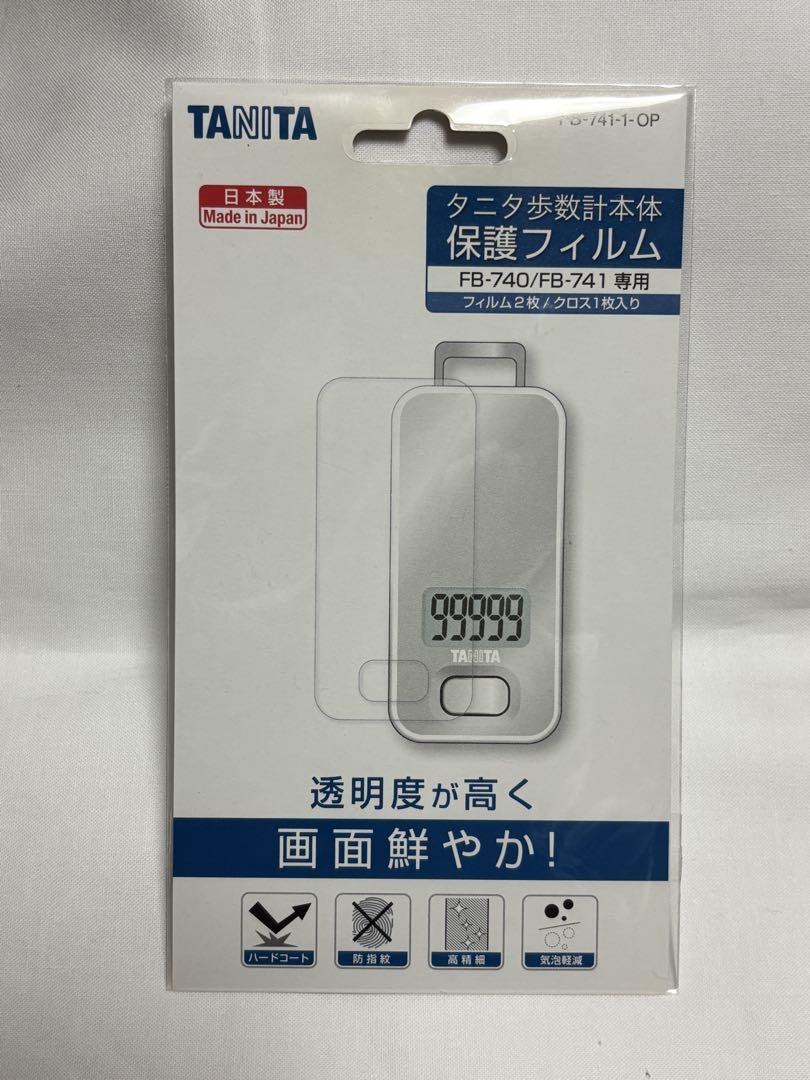 TANITA
FB-741-1-OP
日本製
Made in Japan
タニタ歩数計本体
保護フィルム
FB-740/FB-741 専用
フィルム2枚/クロス1枚入り
99999
TANITA
透明度が高く
画面鮮やか!
ハードコート
防指紋
高精細
気泡軽減